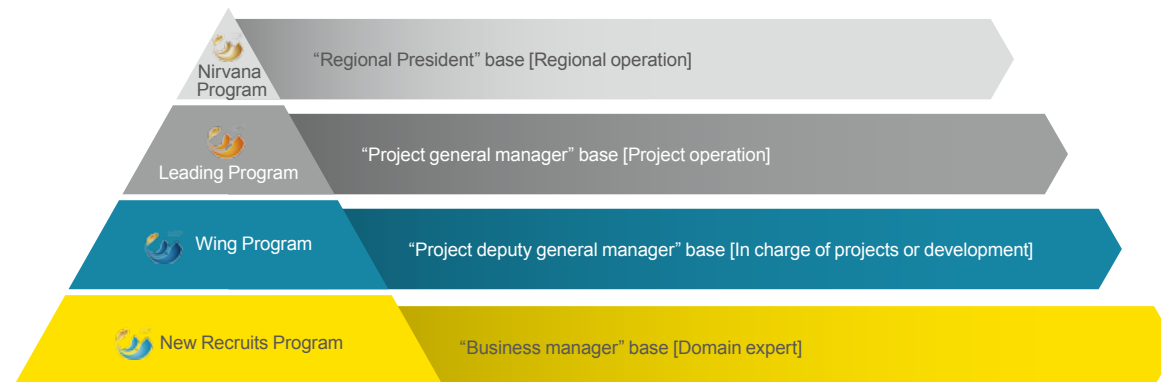 Nirvana
Program
“Regional President” base [Regional operation]
Leading Program
“Project general manager” base [Project operation]
Wing Program
“Project deputy general manager” base [In charge of projects or development]
New Recruits Program
“Business manager” base [Domain expert]